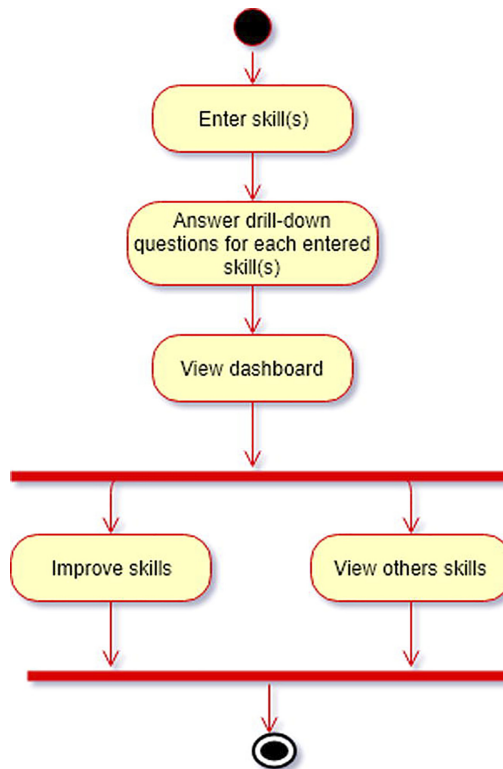 Enter skill(s)
Answer drill-down
questions for each entered
skill(s)
View dashboard
Improve skills
View others skills